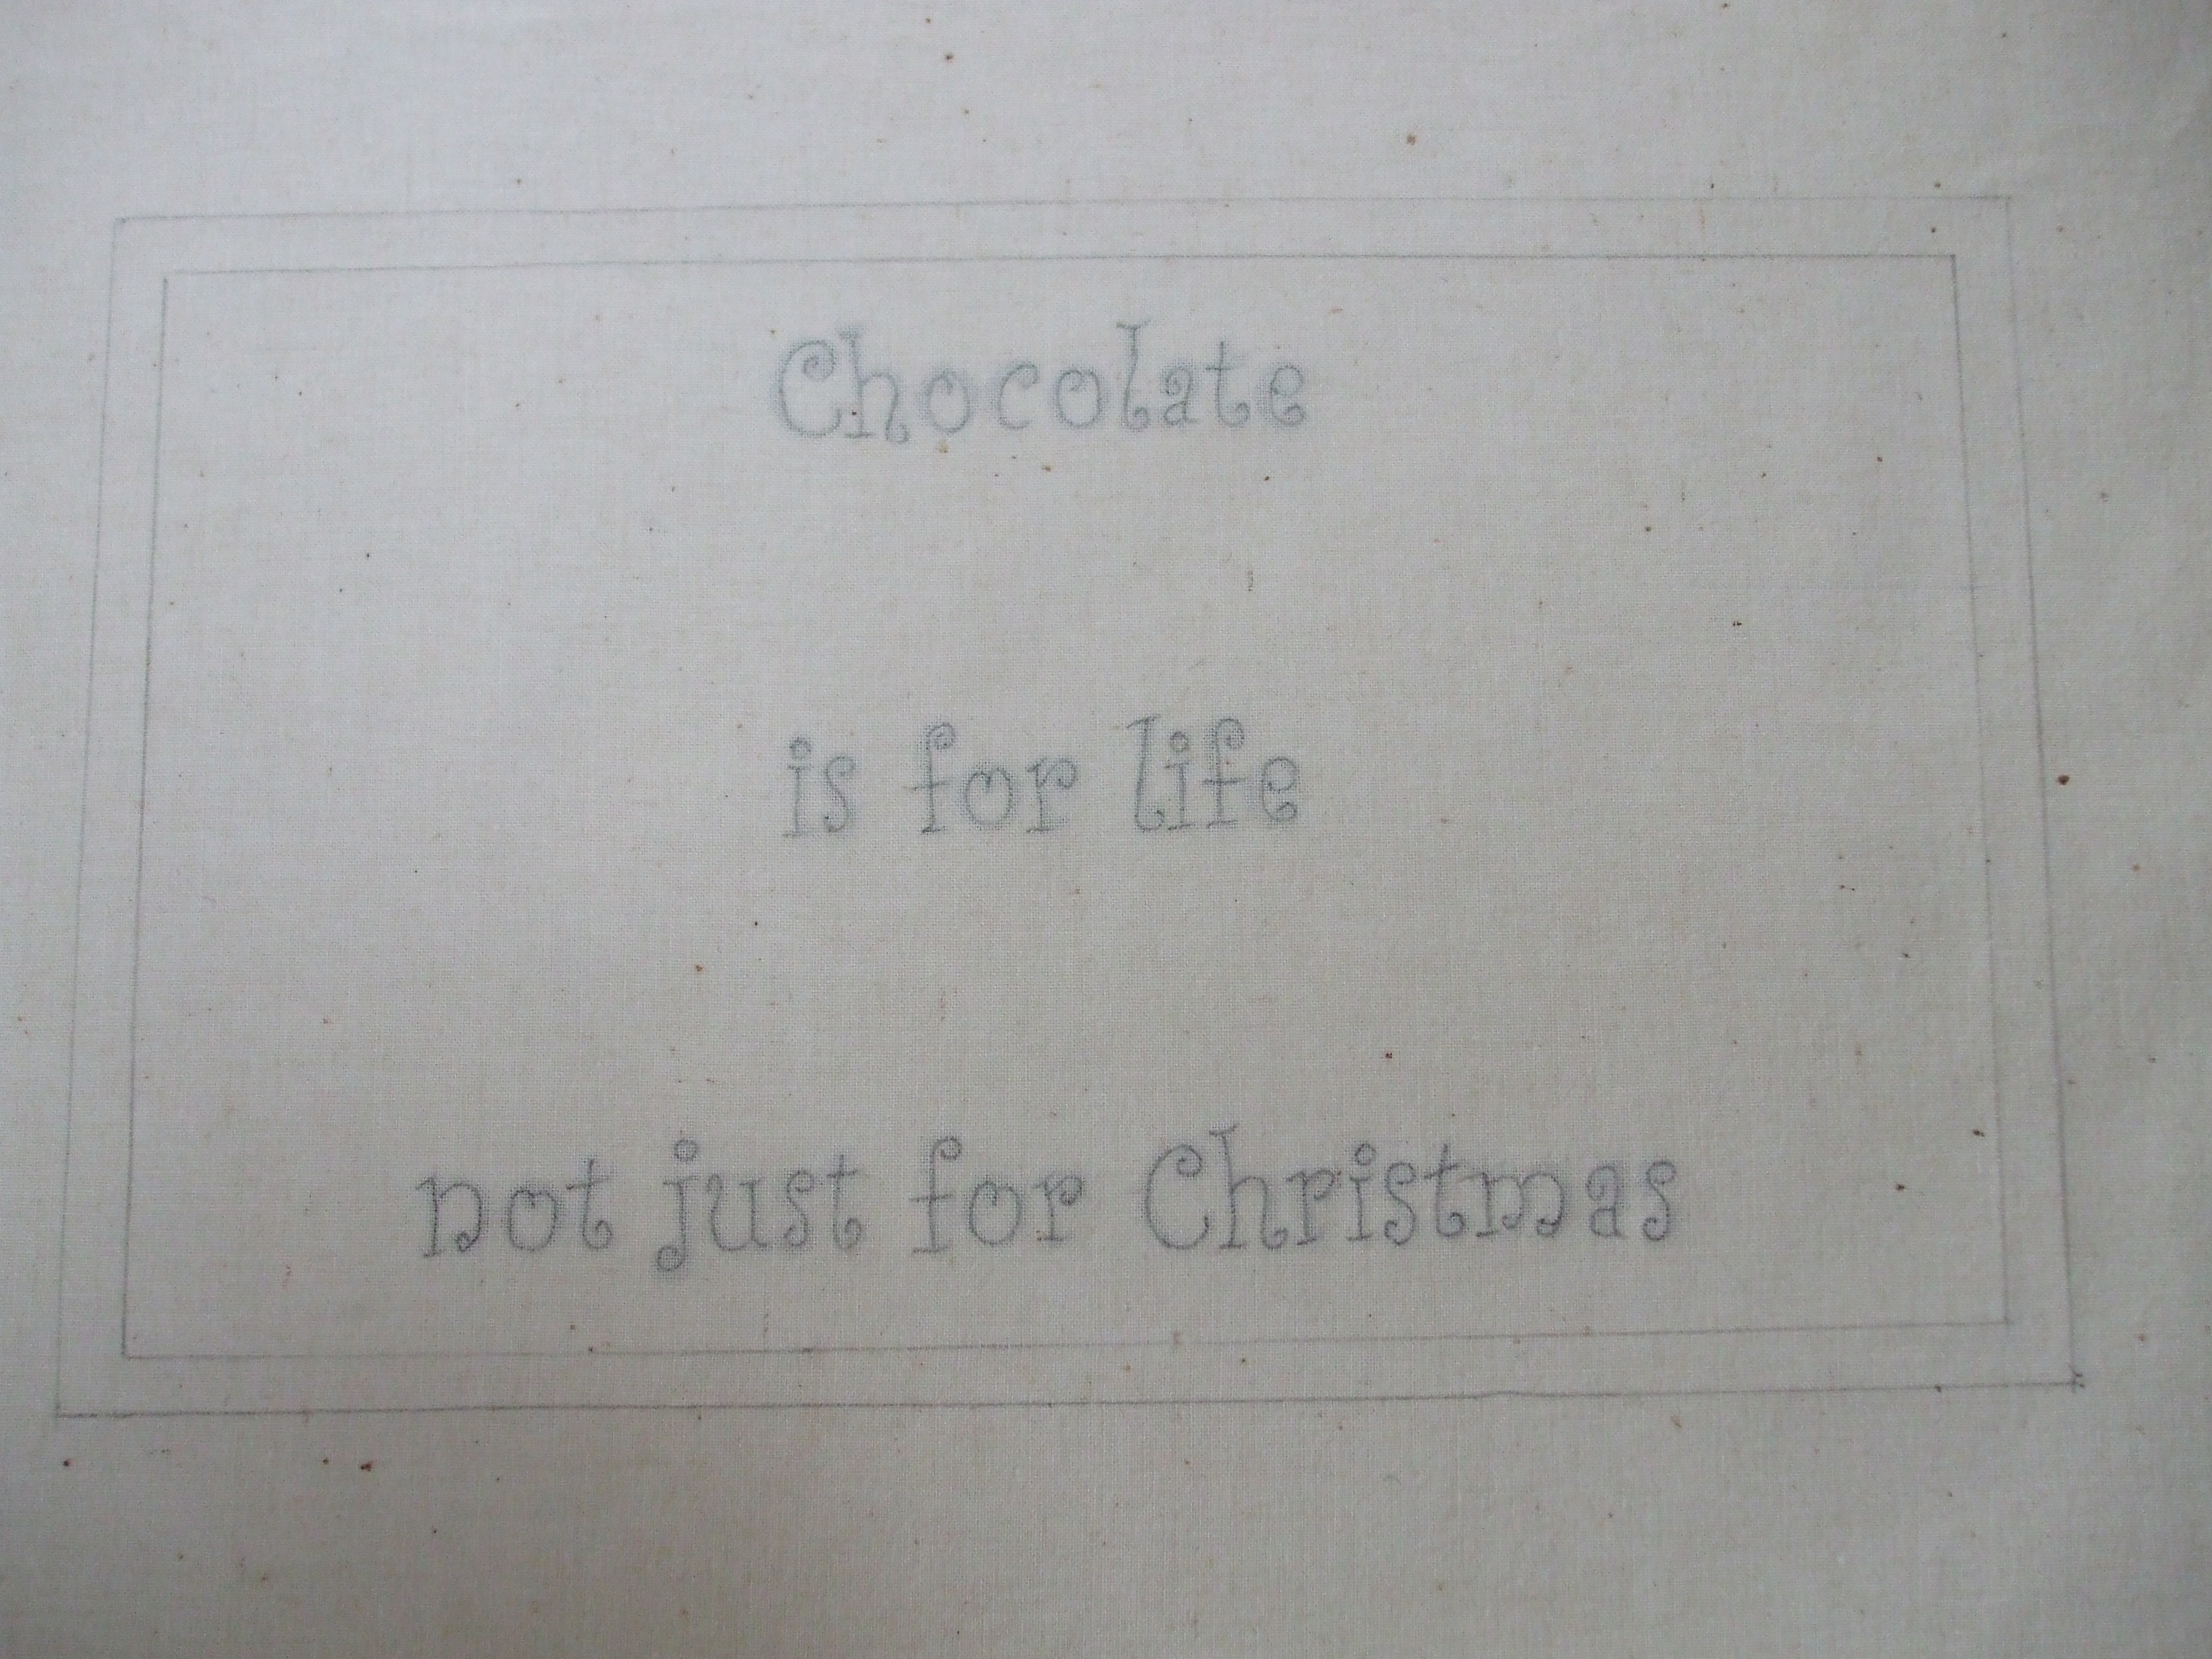 Chocolate
is for life
not just for Christmas